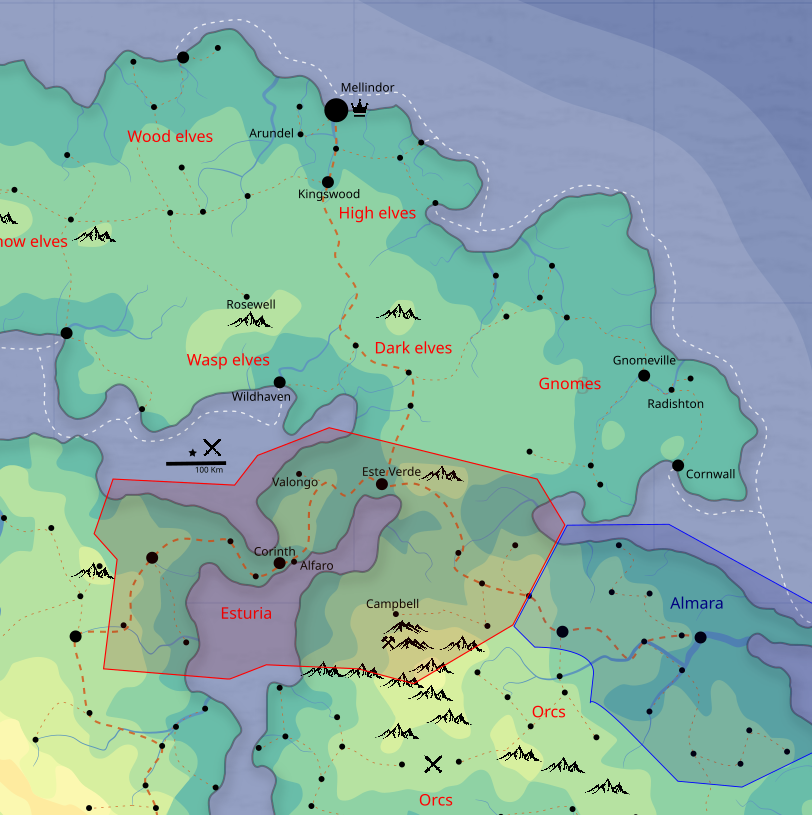 Mellindor
Wood elves
Arundel
Kingswood
High elves
now elves
Rosewell
Dark elves
Wasp elves
Gnomeville
Gnomes
Wildhaven
Radishton
100 Km
Este Verde
Valongo
Cornwall
Corinth
Alfaro
Campbell
Esturia
Almara
Orcs
Orcs